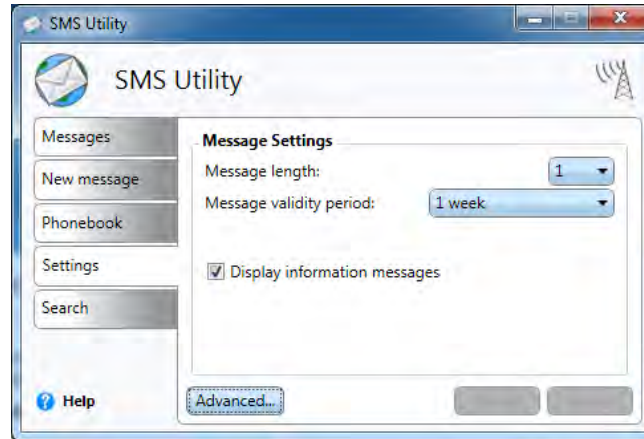 SMS Utility
SMS Utility
Messages
New message
Phonebook
Settings
Search
Help
Message Settings
Message length:
1
Message validity period:
1 week
Display information messages
Advanced...